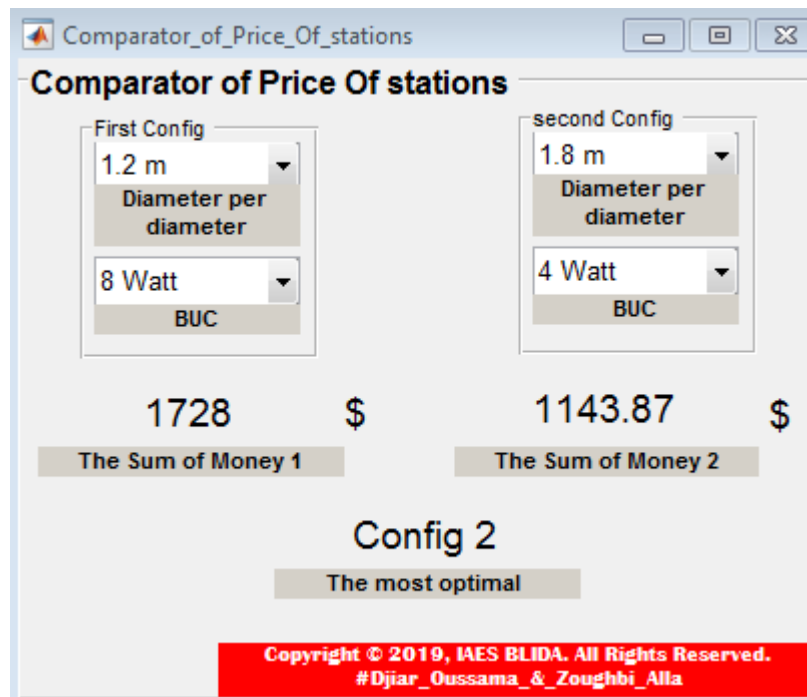 Comparator_of_Price_Of_stations
Comparator of Price Of stations
First Config
1.2 m
Diameter per
diameter
8 Watt
BUC
second Config
1.8 m
Diameter per
diameter
4 Watt
BUC
1728 $
The Sum of Money 1
1143.87 $
The Sum of Money 2
Config 2
The most optimal
Copyright © 2019, IAES BLIDA. All Rights Reserved.
#Djiar_Oussama_&_Zoughbi_Alla